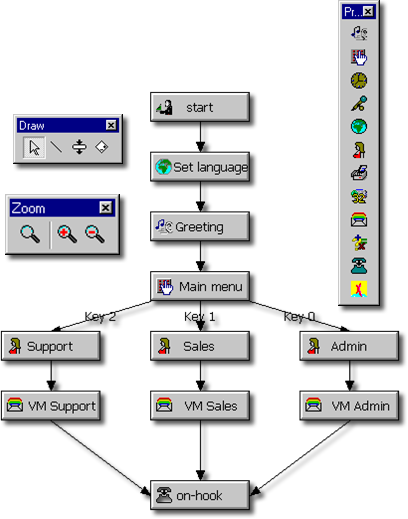 Pr...
start
Draw
Set language
Zoom
Greeting
Main menu
Key 2 Key 1 Key 0
Support Sales Admin
VM Support VM Sales VM Admin
on-hook